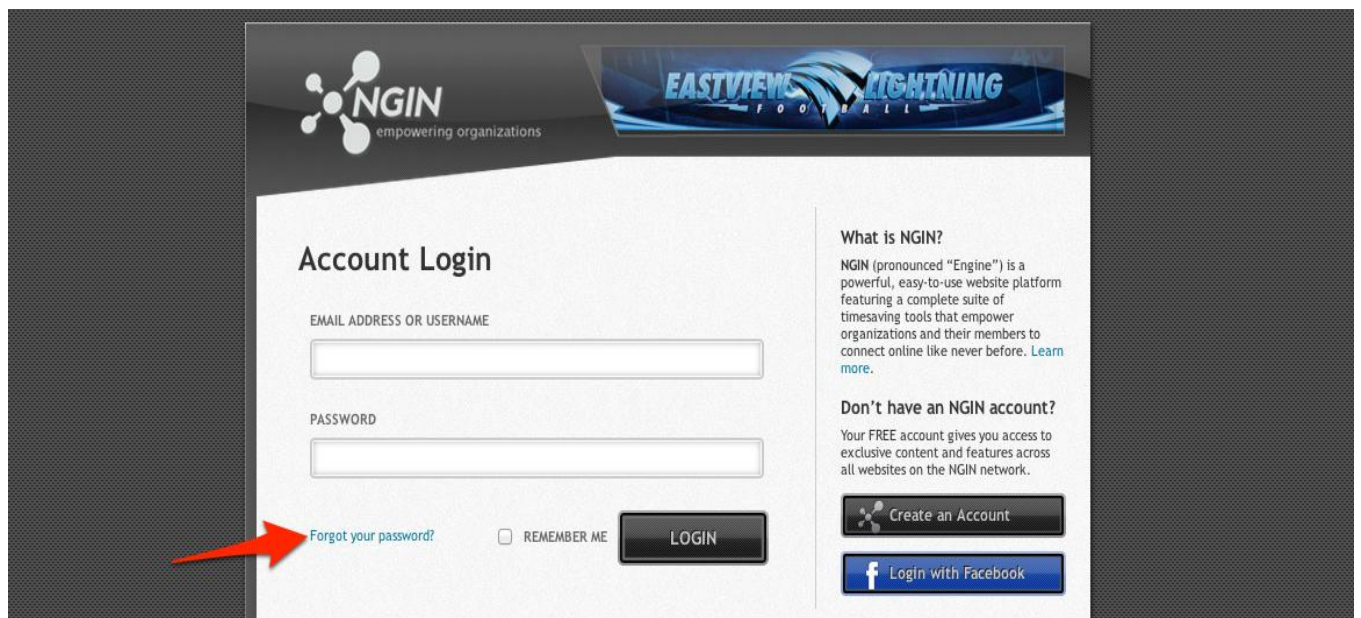 NGIN
empowering organizations
EASTVIEW LIGHTNING
FOOTBALL
Account Login
EMAIL ADDRESS OR USERNAME
PASSWORD
Forgot your password?
REMEMBER ME
LOGIN
What is NGIN?
NGIN (pronounced “Engine”) is a
powerful, easy-to-use website platform
featuring a complete suite of
timesaving tools that empower
organizations and their members to
connect online like never before. Learn
more.
Don’t have an NGIN account?
Your FREE account gives you access to
exclusive content and features across
all websites on the NGIN network.
Create an Account
f Login with Facebook